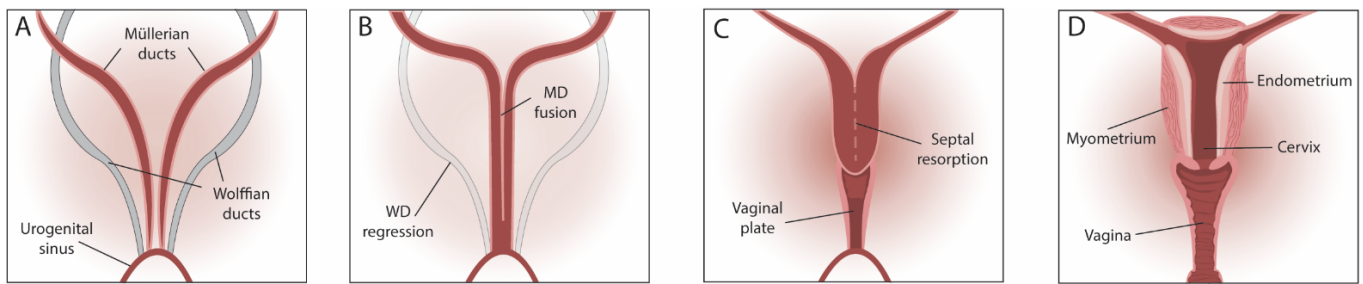 A
Müllerian
ducts
Wolffian
ducts
Urogenital
sinus
B
MD
fusion
WD
regression
C
Septal
resorption
Vaginal
plate
D
Endometrium
Myometrium
Cervix
Vagina